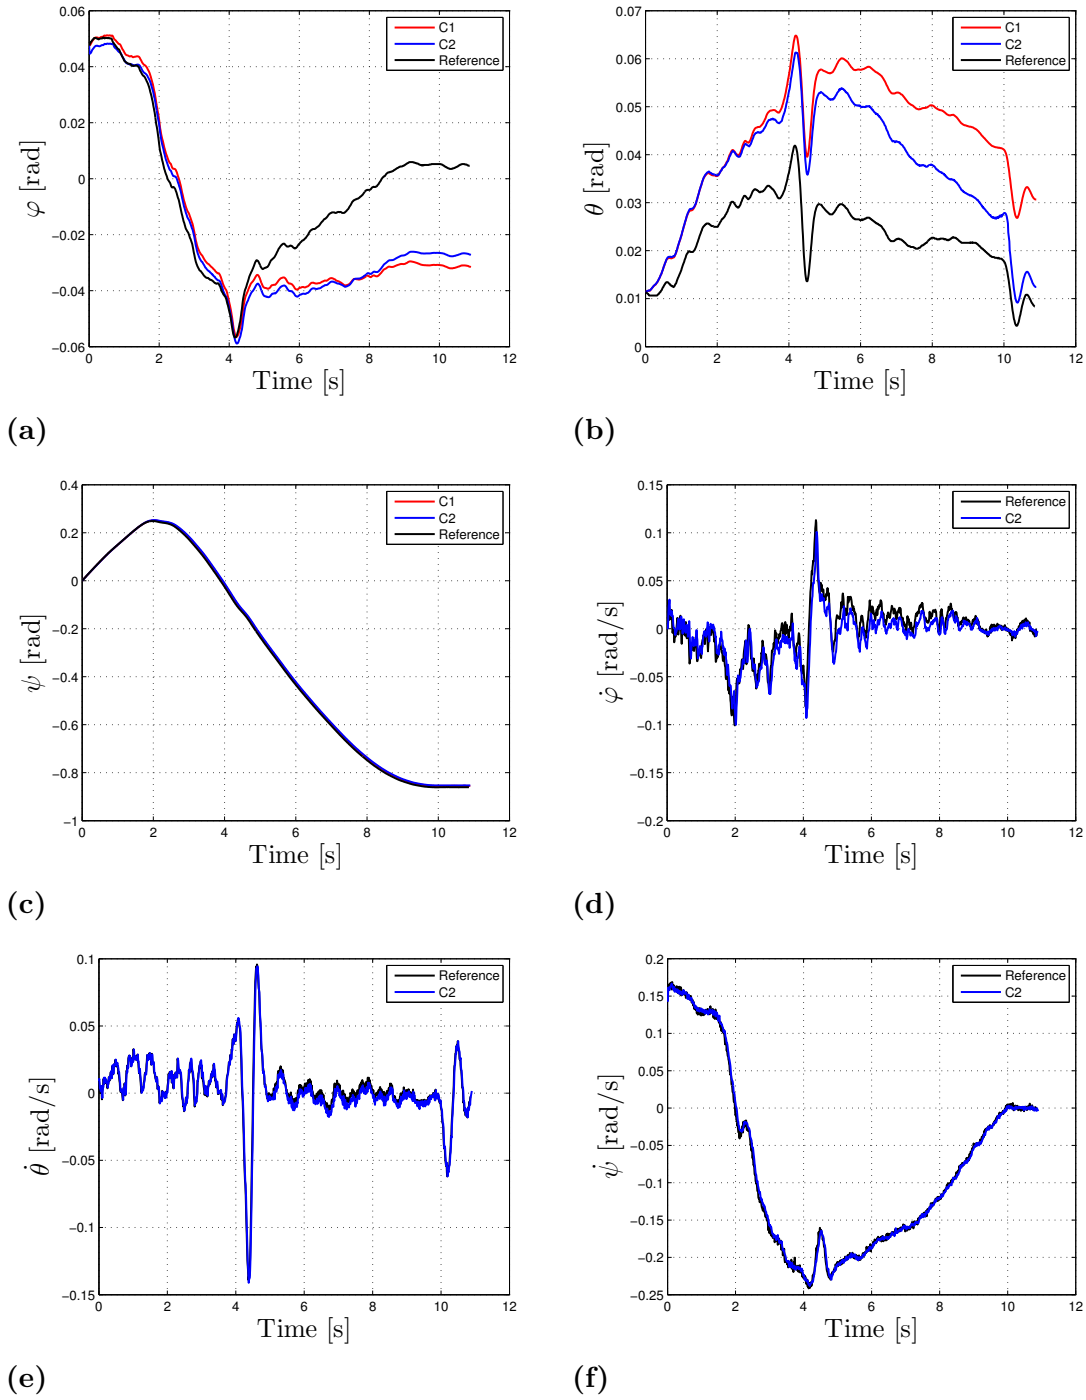 0.06
0.04
0.02
0
−0.02
−0.04
−0.06
φ [rad]
0 2 4 6 8 10 12
Time [s]
C1
C2
Reference
(a)
0.07
0.06
0.05
0.04
0.03
0.02
0.01
0
θ [rad]
0 2 4 6 8 10 12
Time [s]
C1
C2
Reference
(b)
0.4
0.2
0
−0.2
−0.4
−0.6
−0.8
−1
ψ [rad]
0 2 4 6 8 10 12
Time [s]
C1
C2
Reference
(c)
0.15
0.1
0.05
0
−0.05
−0.1
−0.15
−0.2
φ̇ [rad/s]
0 2 4 6 8 10 12
Time [s]
Reference
C2
(d)
0.1
0.05
0
−0.05
−0.1
−0.15
θ̇ [rad/s]
0 2 4 6 8 10 12
Time [s]
Reference
C2
(e)
0.2
0.15
0.1
0.05
0
−0.05
−0.1
−0.15
−0.2
−0.25
ψ̇ [rad/s]
0 2 4 6 8 10 12
Time [s]
Reference
C2
(f)